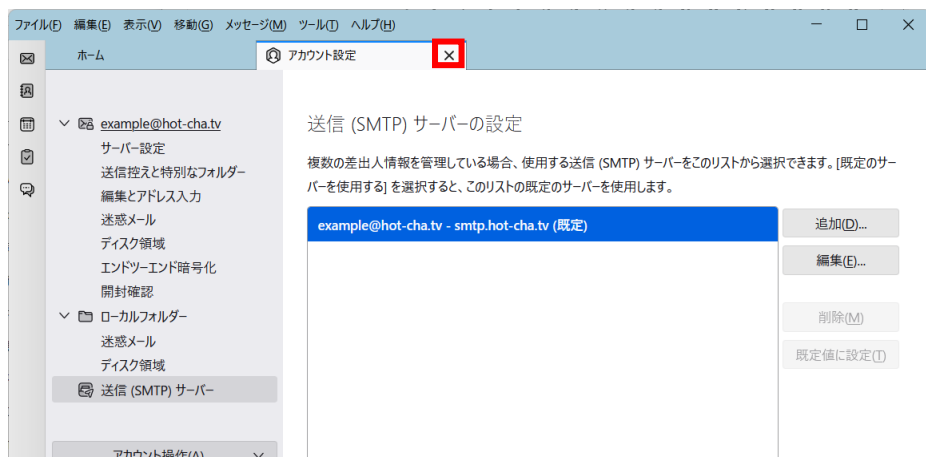 ファイル(F) 編集(E) 表示(V) 移動(G) メッセージ(M) ツール(T) ヘルプ(H)
ホーム
アカウント設定
example@hot-cha.tv
サーバー設定
送信控えと特別なフォルダー
編集とアドレス入力
迷惑メール
ディスク領域
エンドツーエンド暗号化
開封確認
ローカルフォルダー
迷惑メール
ディスク領域
送信 (SMTP) サーバー
アカウント操作(A)
送信 (SMTP) サーバーの設定
複数の差出人情報を管理している場合、使用する送信 (SMTP) サーバーをこのリストから選択できます。[既定のサー
バーを使用する] を選択すると、このリストの既定のサーバーを使用します。
example@hot-cha.tv - smtp.hot-cha.tv (既定)
追加(D)...
編集(E)...
削除(M)
既定値に設定(T)